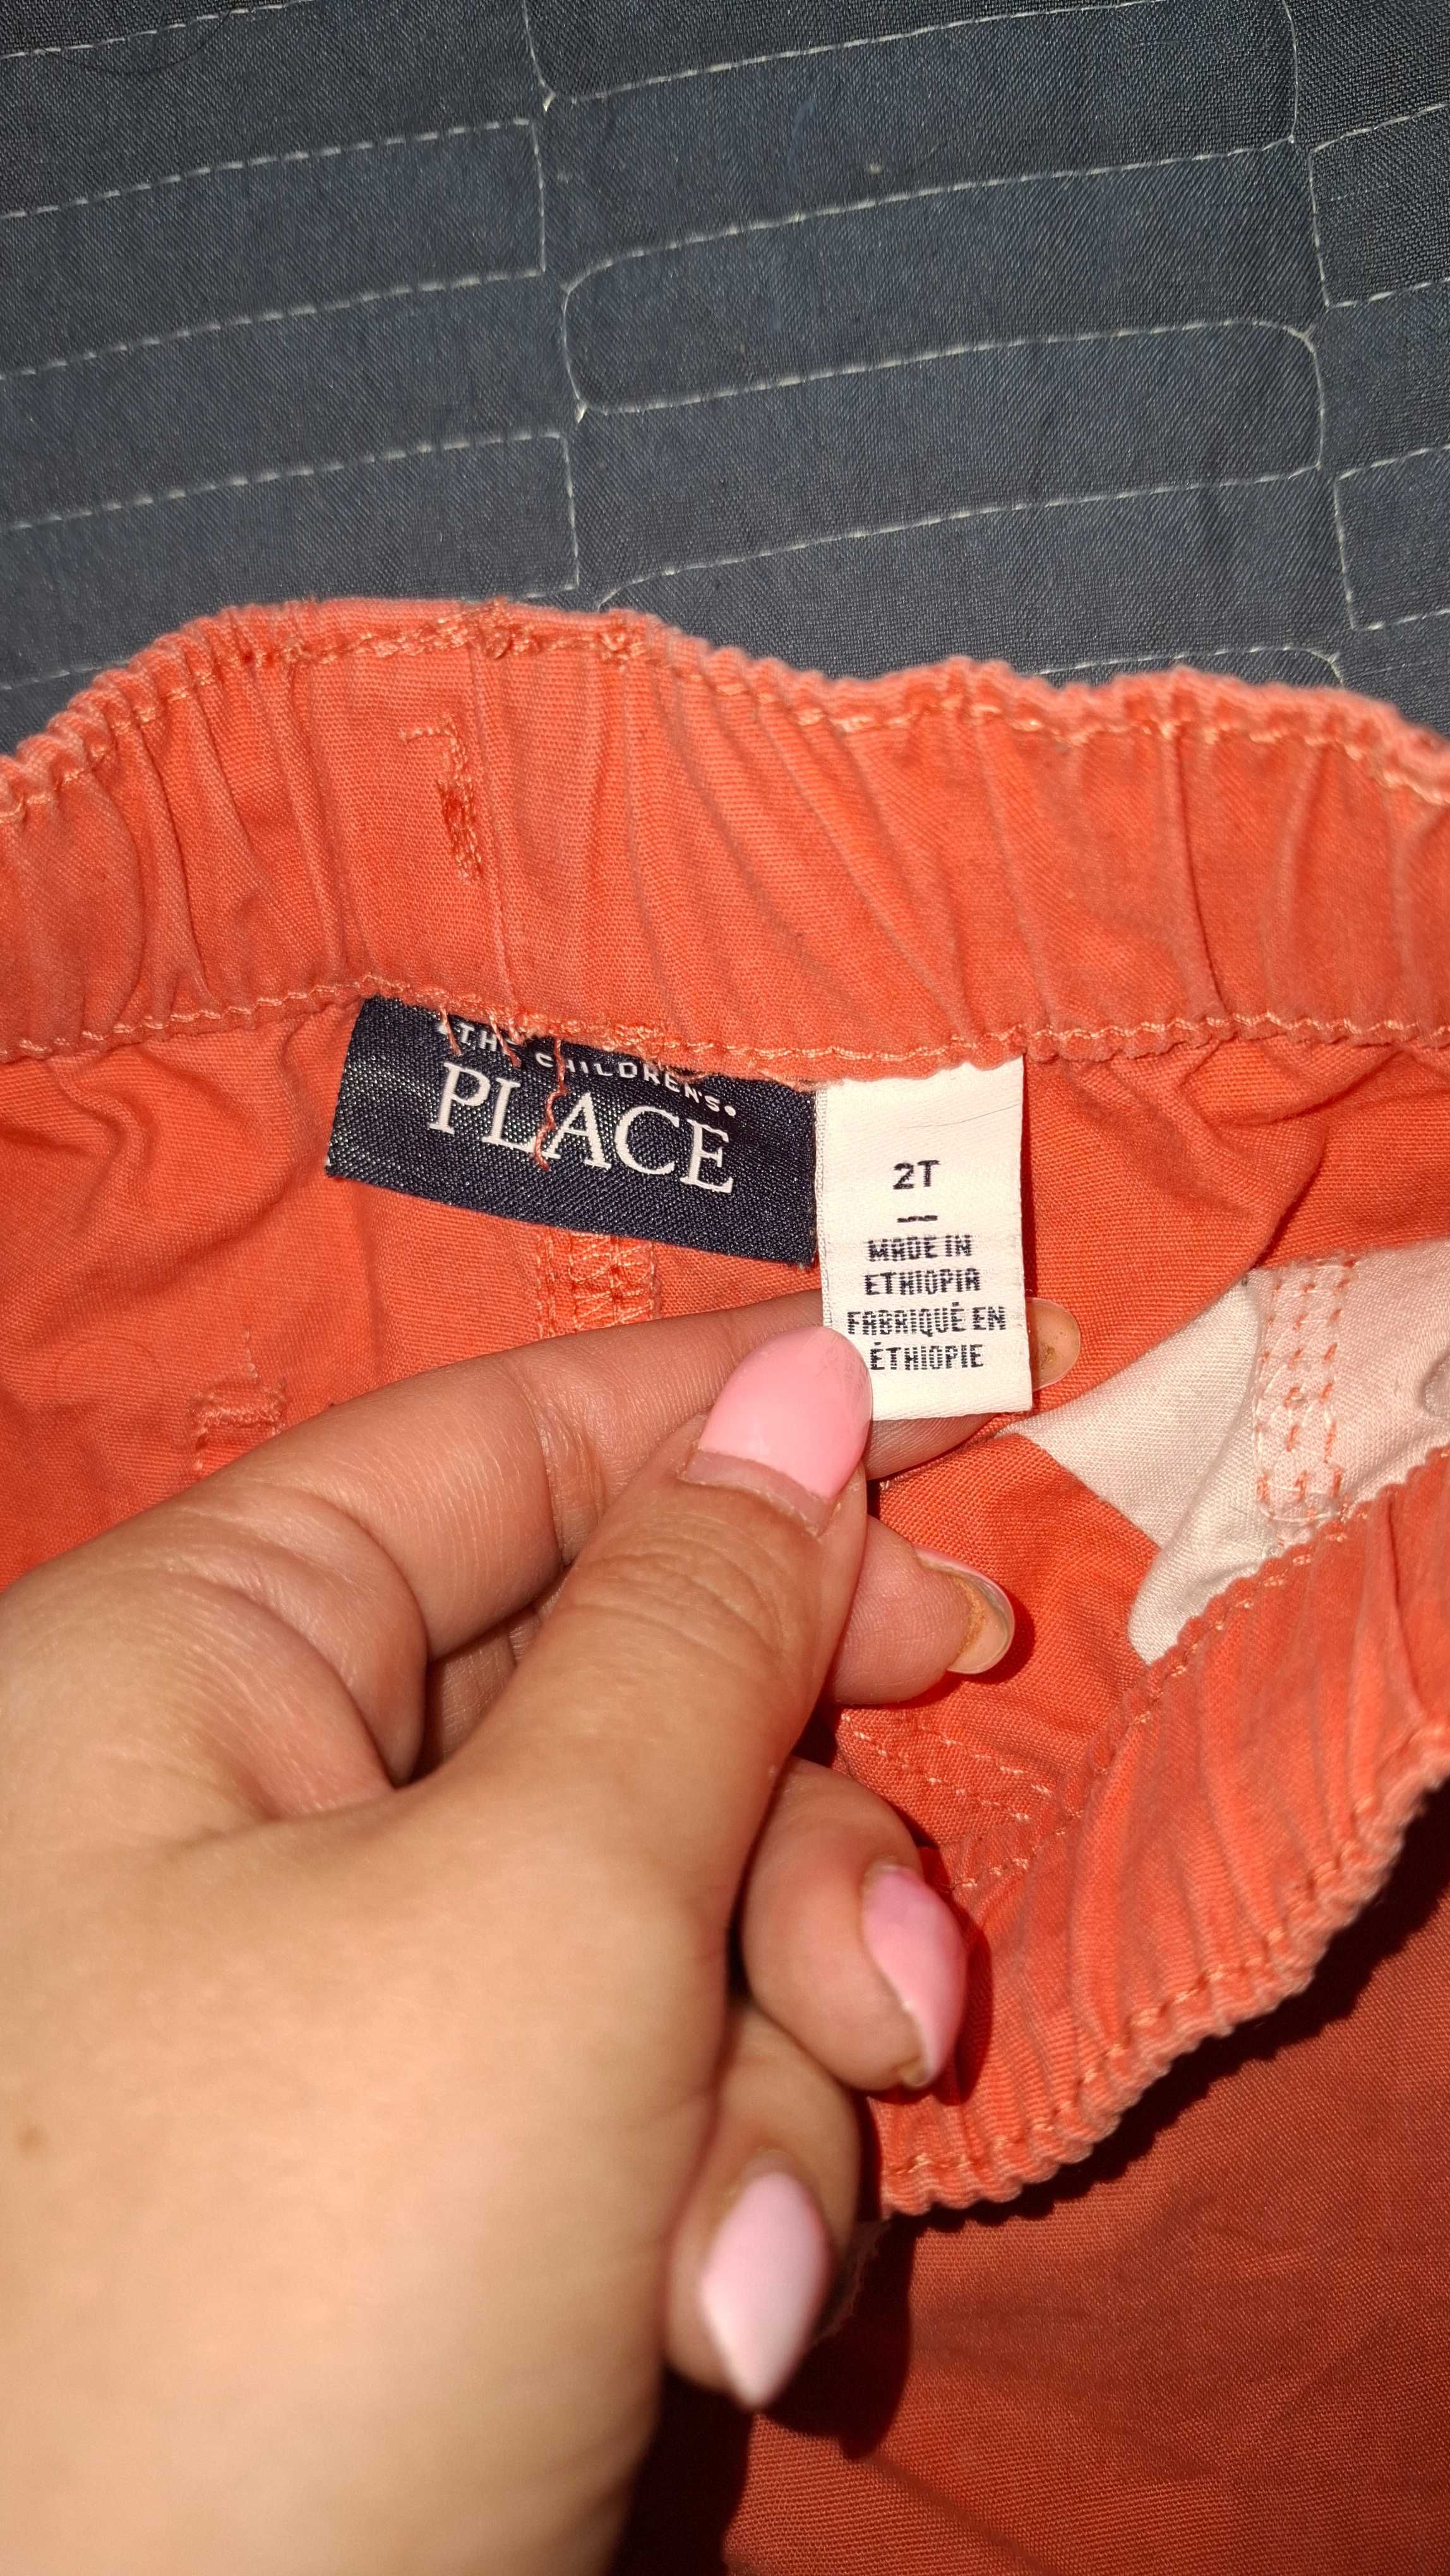 THE CHILDREN'S
PLACE
2T
MADE IN
ETHIOPIA
FABRIQUÉ EN
ÉTHIOPIE